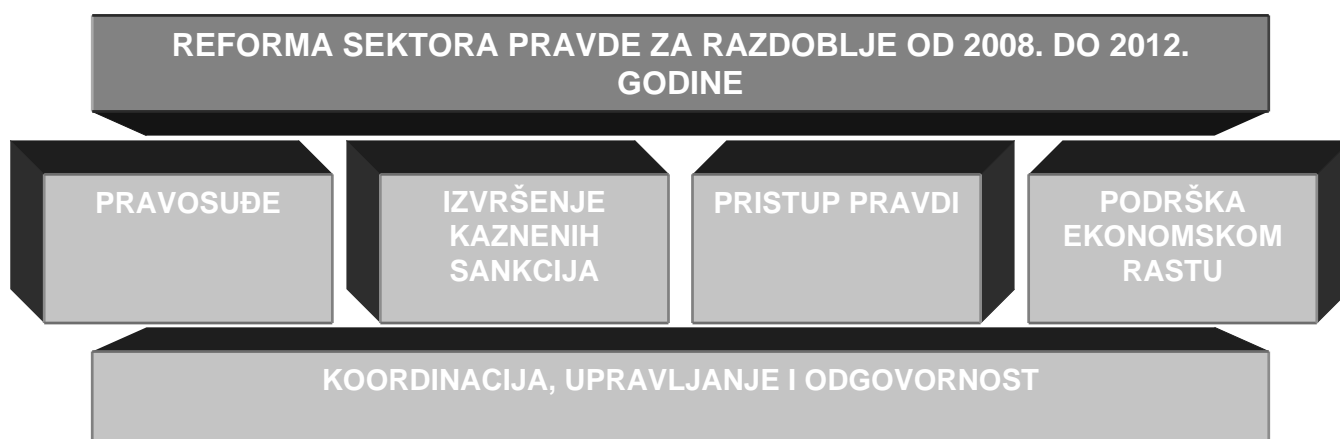 REFORMA SEKTORA PRAVDE ZA RAZDOBLJE OD 2008. DO 2012.
GODINE
PRAVOSUĐE
IZVRŠENJE
KAZNENIH
SANKCIJA
PRISTUP PRAVDI
PODRŠKA
EKONOMSKOM
RASTU
KOORDINACIJA, UPRAVLJANJE I ODGOVORNOST